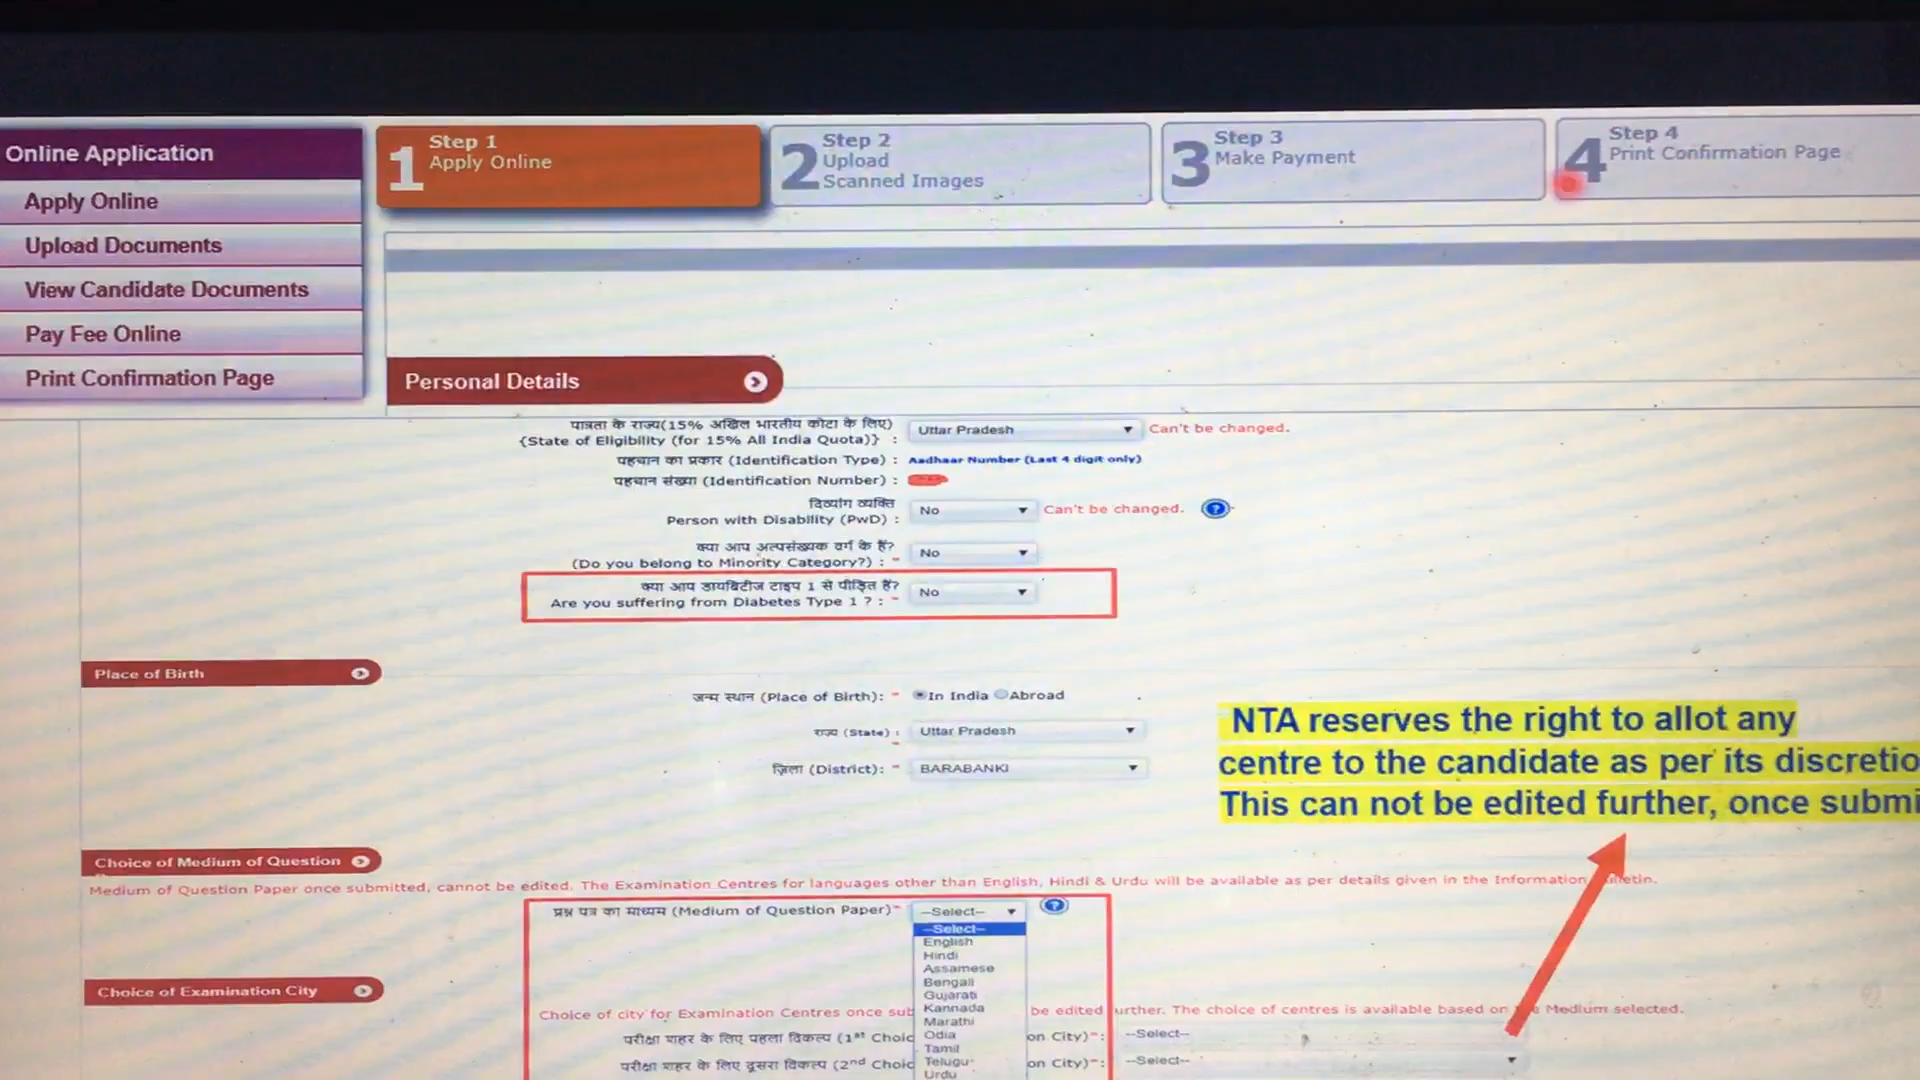 Online Application
Apply Online
Upload Documents
View Candidate Documents
Pay Fee Online
Print Confirmation Page
1 Step 1
Apply Online
2 Step 2
Upload
Scanned Images
3 Step 3
Make Payment
4 Step 4
Print Confirmation Page
Personal Details
पात्रता के राज्य(15% अखिल भारतीय कोटा के लिए)
{State of Eligibility (for 15% All India Quota)} : Uttar Pradesh Can't be changed.
पहचान का प्रकार (Identification Type) : Aadhaar Number (Last 4 digit only)
पहचान संख्या (Identification Number) :
दिव्यांग व्यक्ति
Person with Disability (PwD) : No Can't be changed. ?
क्या आप अल्पसंख्यक वर्ग के हैं?
(Do you belong to Minority Category?) : * No
क्या आप डायबिटीज टाइप 1 से पीड़ित हैं?
Are you suffering from Diabetes Type 1 ? : * No
Place of Birth
जन्म स्थान (Place of Birth): * In India Abroad
राज्य (State) : * Uttar Pradesh
ज़िला (District): * BARABANKI
NTA reserves the right to allot any
centre to the candidate as per its discretio
This can not be edited further, once submi
Choice of Medium of Question
Medium of Question Paper once submitted, cannot be edited. The Examination Centres for languages other than English, Hindi & Urdu will be available as per details given in the Information
प्रश्न पत्र का माध्यम (Medium of Question Paper)* --Select-- ?
--Select--
English
Hindi
Assamese
Bengali
Gujarati
Kannada
Marathi
Odia
Tamil
Telugu
Urdu
Choice of Examination City
Choice of city for Examination Centres once sub be edited urther. The choice of centres is available based on Medium selected.
परीक्षा शहर के लिए पहला विकल्प (1st Choic on City)*: --Select--
परीक्षा शहर के लिए दूसरा विकल्प (2nd Choic on City)*: --Select--